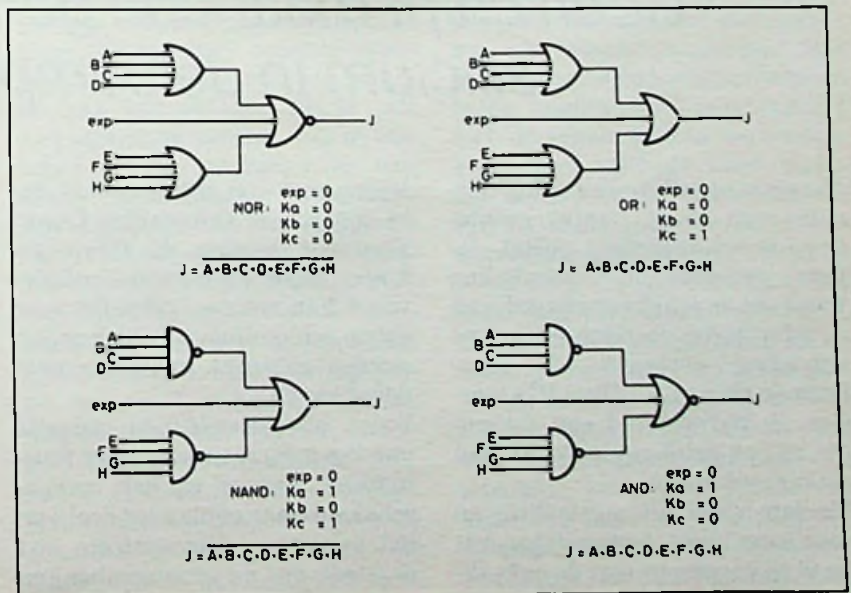 A
B
C
D
exp
E
F
G
H
J
NOR: exp = 0
Ka = 0
Kb = 0
Kc = 0
J = A+B+C+O+E+F+G+H
A
B
C
D
exp
E
F
G
H
J
OR: exp = 0
Ka = 0
Kb = 0
Kc = 1
J = A+B+C+D+E+F+G+H
A
B
C
D
exp
E
F
G
H
J
NAND: exp = 0
Ka = 1
Kb = 0
Kc = 1
J = A·B·C·D·E·F·G·H
A
B
C
D
exp
E
F
G
H
J
AND: exp = 0
Ka = 1
Kb = 0
Kc = 0
J = A·B·C·D·E·F·G·H